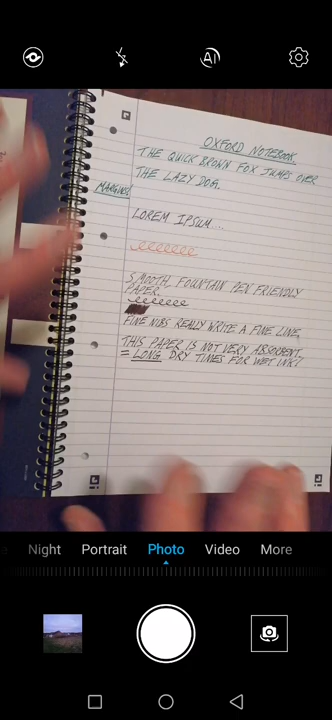 AI
OXFORD NOTEBOOK
THE QUICK BROWN FOX JUMPS OVER
THE LAZY DOG.
MARGINS!
LOREM IPSUM...
SMOOTH, FOUNTAIN PEN FRIENDLY
PAPER.
FINE NIBS REALLY WRITE A FINE LINE.
THIS PAPER IS NOT VERY ABSORBENT
= LONG DRY TIMES FOR WET INK!
Night Portrait Photo Video More